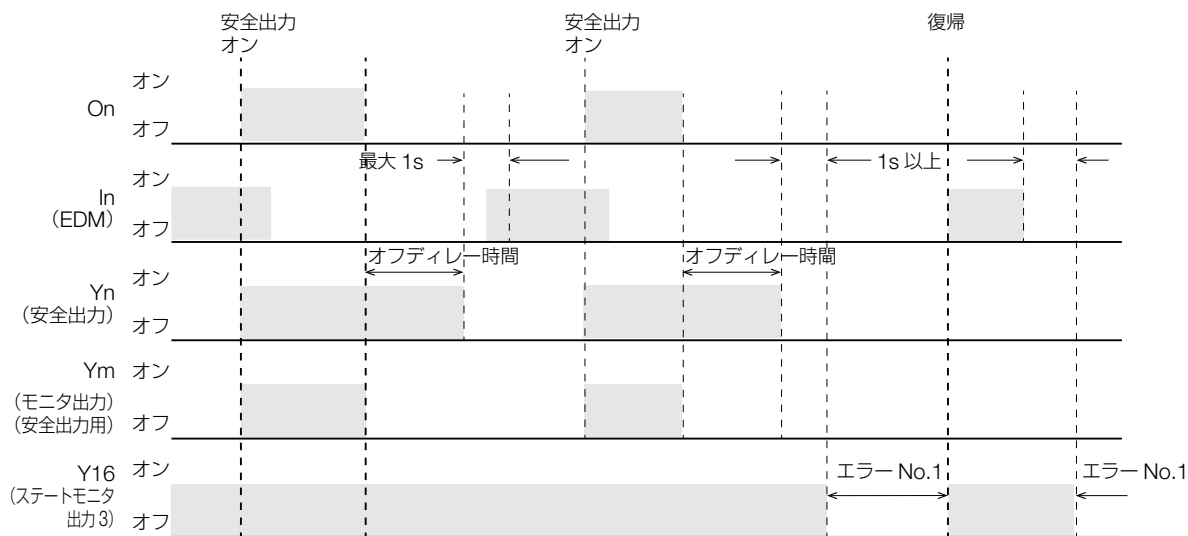 安全出力
オン
安全出力
オン
復帰
On
オン
オフ
最大 1s
1s 以上
In
(EDM)
オン
オフ
オフディレー時間
オフディレー時間
Yn
(安全出力)
オン
オフ
Ym
(モニタ出力)
(安全出力用)
オン
オフ
Y16
(ステートモニタ
出力 3)
オン
オフ
エラー No.1
エラー No.1